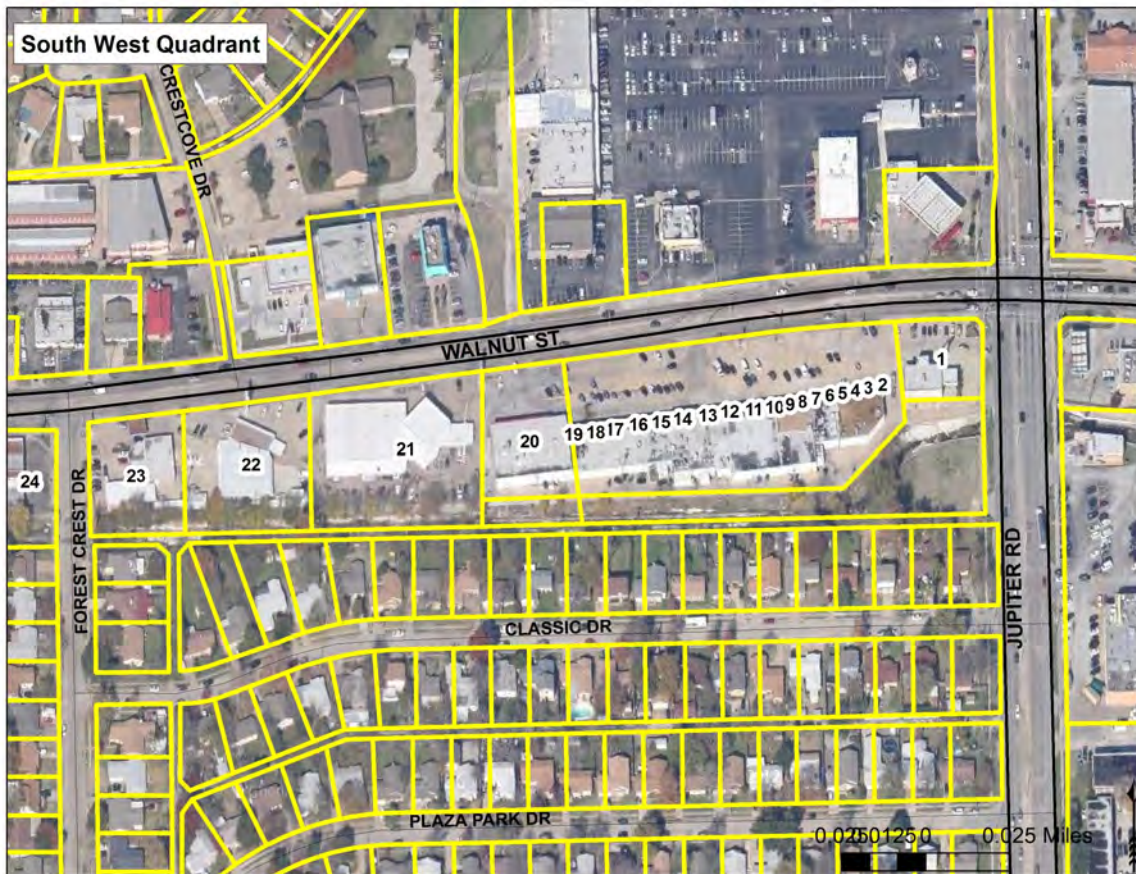 South West Quadrant
CRESTCOVE DR
WALNUT ST
1
19 18 17 16 15 14 13 12 11 10 9 8 7 6 5 4 3 2
20
21
22
23
24
FOREST CREST DR
CLASSIC DR
JUPITER RD
PLAZA PARK DR
0.025 Miles